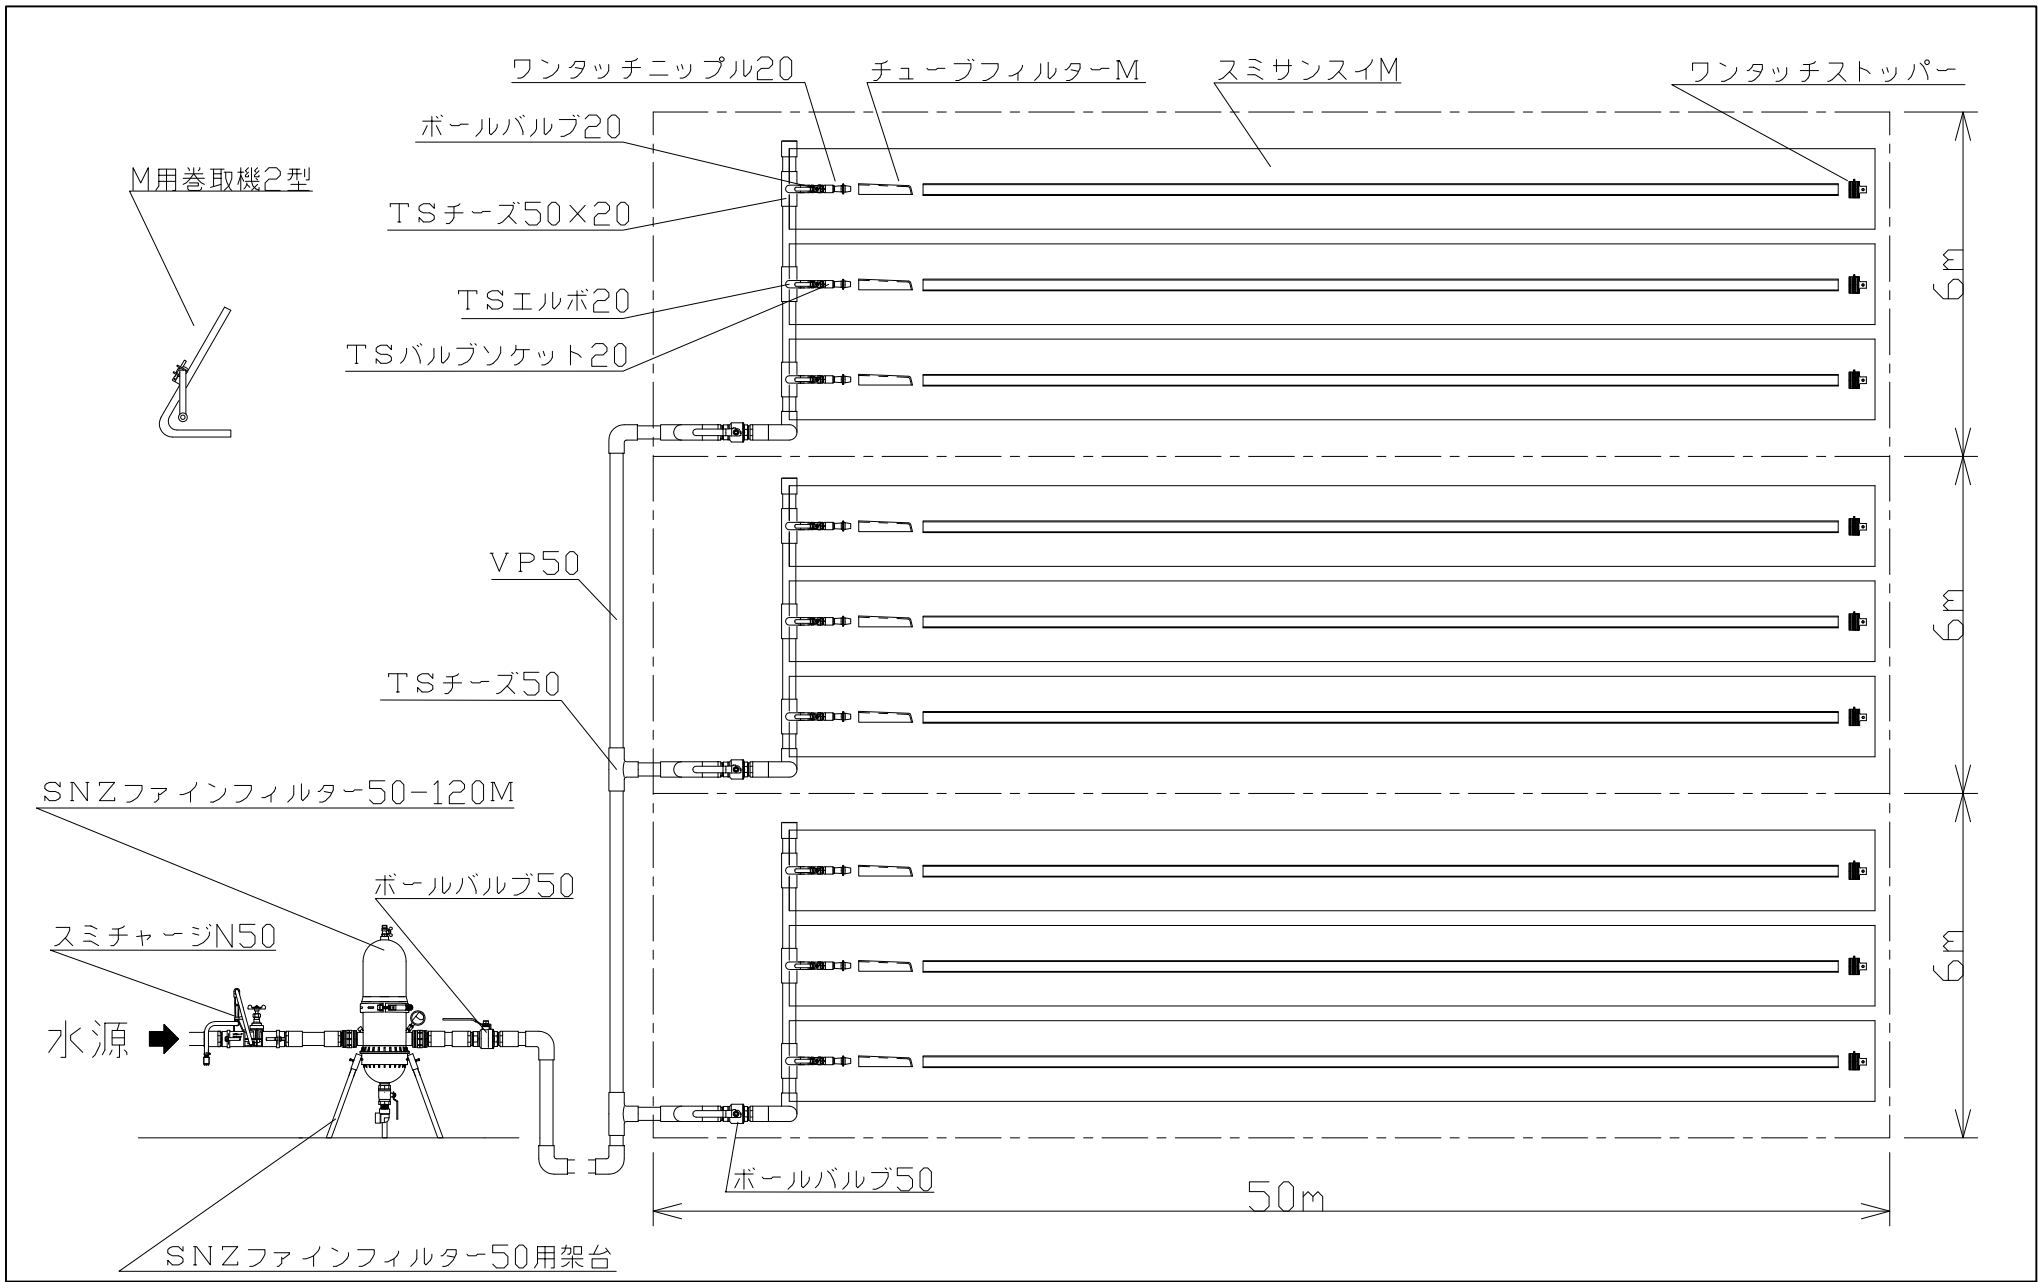 ワンタッチニップル20
チューブフィルターM
スミサンスイM
ワンタッチストッパー
ボールバルブ20
M用巻取機2型
TSチーズ50×20
6m
TSエルボ20
TSバルブソケット20
VP50
6m
TSチーズ50
SNZファインフィルター50-120M
ボールバルブ50
スミチャージN50
6m
水源
ボールバルブ50
50m
SNZファインフィルター50用架台